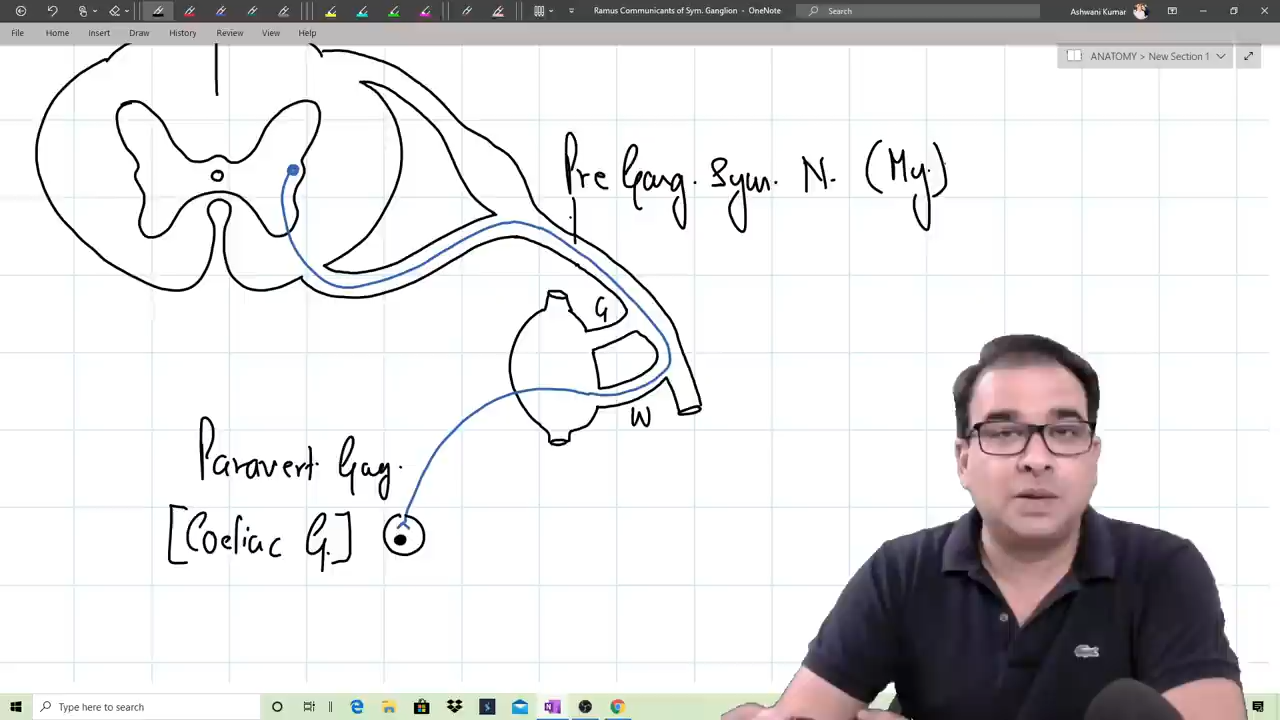 Ramus Communicants of Sym. Ganglion - OneNote
Search
Ashwani Kumar
File Home Insert Draw History Review View Help
ANATOMY > New Section 1
Pre Gang. Sym. N. (My.)
G
W
Paravert Gag.
[Coeliac G.]
Type here to search